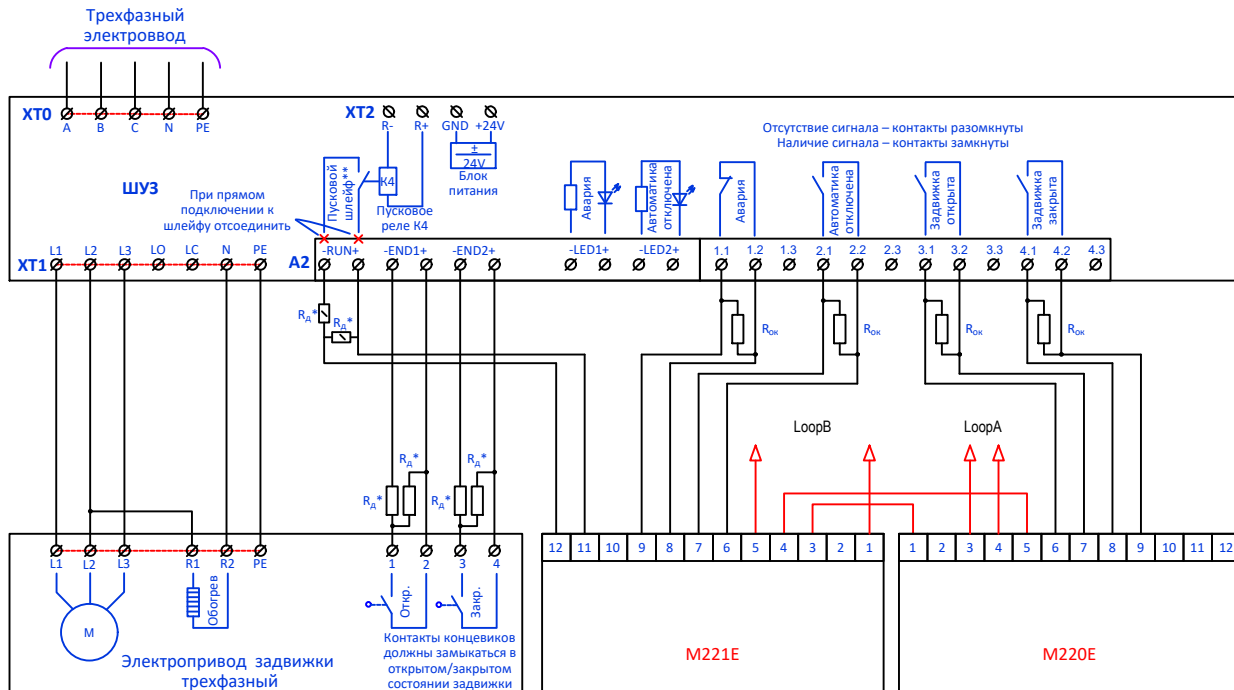 Трехфазный
электроввод
XT0
A B C N PE
XT2
R- R+ GND +24V
±
24V
Блок
питания
K4
Пусковой
шлейф**
Пусковое
реле К4
ШУЗ
При прямом
подключении к
шлейфу отсоединить
Отсутствие сигнала – контакты разомкнуты
Наличие сигнала – контакты замкнуты
Авария
Автоматика
отключена
Авария
Автоматика
отключена
Задвижка
открыта
Задвижка
закрыта
XT1
L1 L2 L3 LO LC N PE
A2
-RUN+ -END1+ -END2+ -LED1+ -LED2+ 1.1 1.2 1.3 2.1 2.2 2.3 3.1 3.2 3.3 4.1 4.2 4.3
Rд*
Rд*
Rок
Rок
Rок
Rок
LoopB
LoopA
Rд*
Rд*
Rд*
Rд*
L1 L2 L3 R1 R2 PE 1 2 3 4
12 11 10 9 8 7 6 5 4 3 2 1
1 2 3 4 5 6 7 8 9 10 11 12
Обогрев
Откр.
Закр.
M
Электропривод задвижки
трехфазный
Контакты концевиков
должны замыкаться в
открытом/закрытом
состоянии задвижки
M221E
M220E